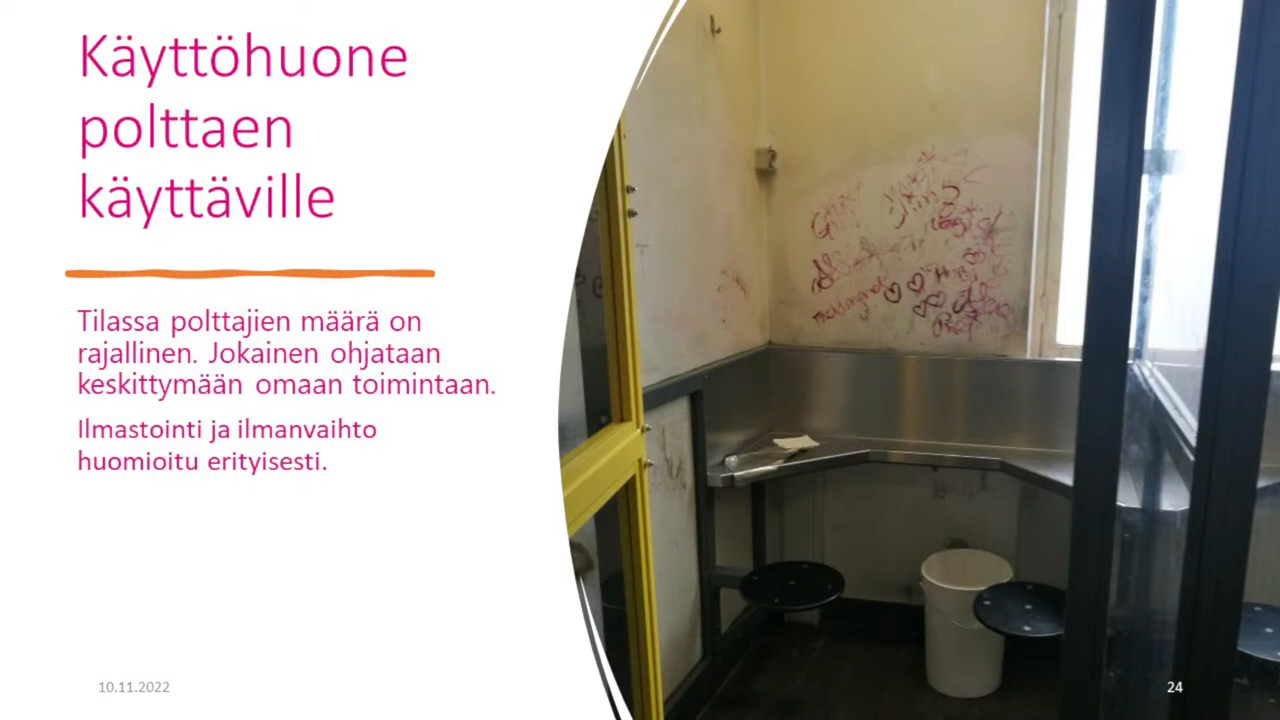 Käyttöhuone
polttaen
käyttäville
Tilassa polttajien määrä on
rajallinen. Jokainen ohjataan
keskittymään omaan toimintaan.
Ilmastointi ja ilmanvaihto
huomioitu erityisesti.
10.11.2022
24